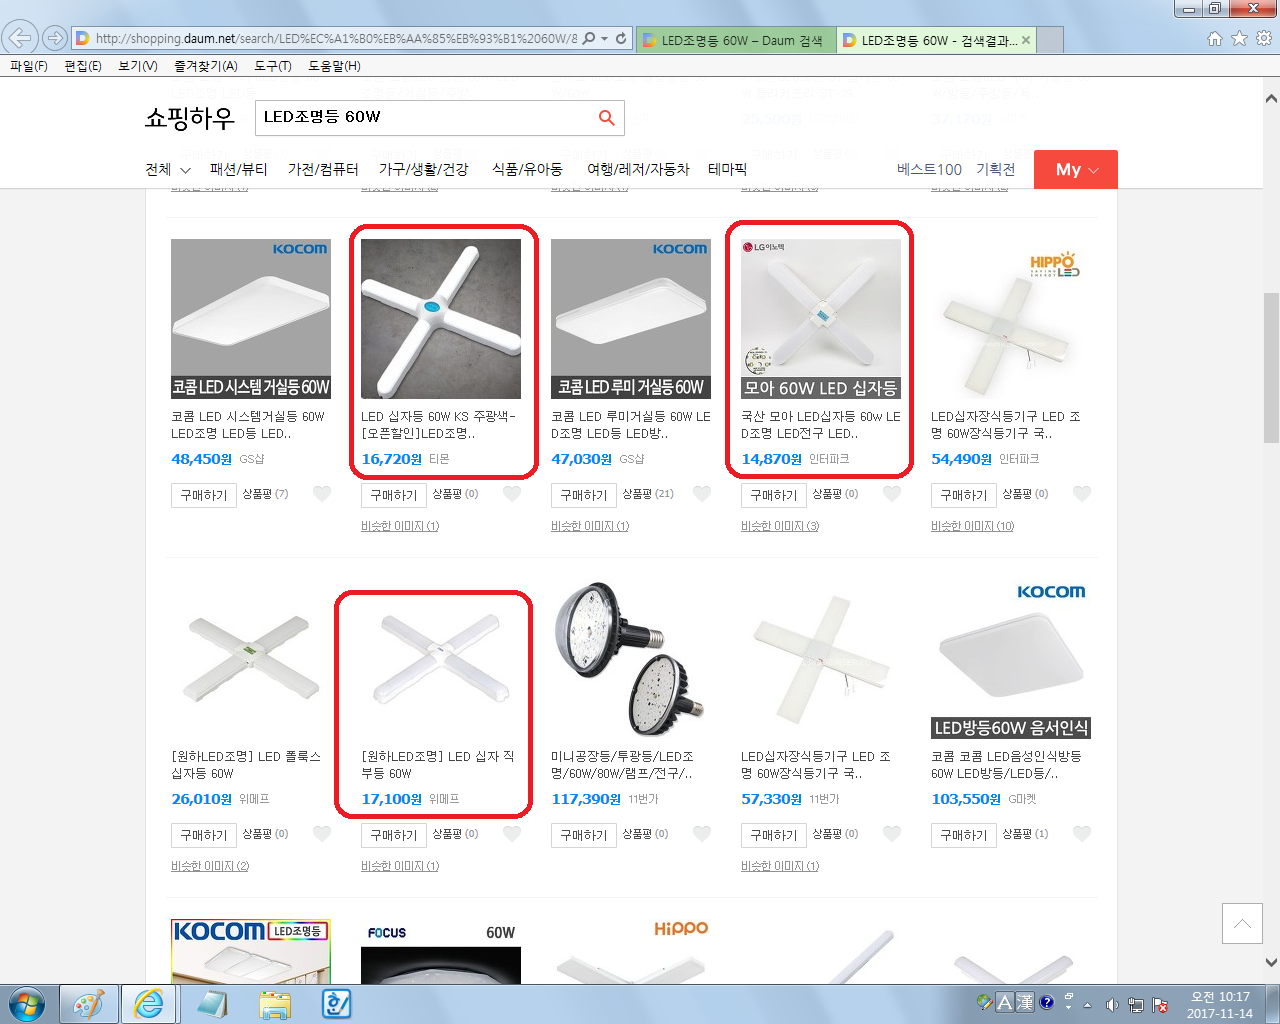 http://shopping.daum.net/search/LED%EC%A1%B0%EB%AA%85%EB%93%B1%2060W/&
LED조명등 60W – Daum 검색
LED조명등 60W - 검색결과...
파일(F) 편집(E) 보기(V) 즐겨찾기(A) 도구(T) 도움말(H)
쇼핑하우
LED조명등 60W
전체 패션/뷰티 가전/컴퓨터 가구/생활/건강 식품/유아동 여행/레저/자동차 테마픽 베스트100 기획전 My
KOCOM
코콤 LED 시스템 거실등 60W
KOCOM
코콤 LED 루미 거실등 60W
LG이노텍
모아 60W LED 십자등
HIPPO
LED
코콤 LED 시스템거실등 60W
LED조명 LED등 LED..
48,450원 GS샵
구매하기 상품평 (7)
LED 십자등 60W KS 주광색-
[오픈할인]LED조명..
16,720원 티몬
구매하기 상품평 (0)
비슷한 이미지 (1)
코콤 LED 루미거실등 60W LE
D조명 LED등 LED방..
47,030원 GS샵
구매하기 상품평 (21)
비슷한 이미지 (1)
국산 모아 LED십자등 60w LE
D조명 LED전구 LED..
14,870원 인터파크
구매하기 상품평 (0)
비슷한 이미지 (3)
LED십자장식등기구 LED 조
명 60W장식등기구 국..
54,490원 인터파크
구매하기 상품평 (0)
비슷한 이미지 (10)
[원하LED조명] LED 폴룩스
십자등 60W
26,010원 위메프
구매하기 상품평 (0)
비슷한 이미지 (2)
[원하LED조명] LED 십자 직
부등 60W
17,100원 위메프
구매하기 상품평 (0)
비슷한 이미지 (1)
미니공장등/투광등/LED조
명/60W/80W/램프/전구/..
117,390원 11번가
구매하기 상품평 (0)
LED십자장식등기구 LED 조
명 60W장식등기구 국..
57,330원 11번가
구매하기 상품평 (0)
비슷한 이미지 (1)
KOCOM
LED방등60W 음서인식
코콤 코콤 LED음성인식방등
60W LED방등/LED등/..
103,550원 G마켓
구매하기 상품평 (1)
KOCOM LED조명등
FOCUS 60W
HIPPO
A 漢
오전 10:17
2017-11-14